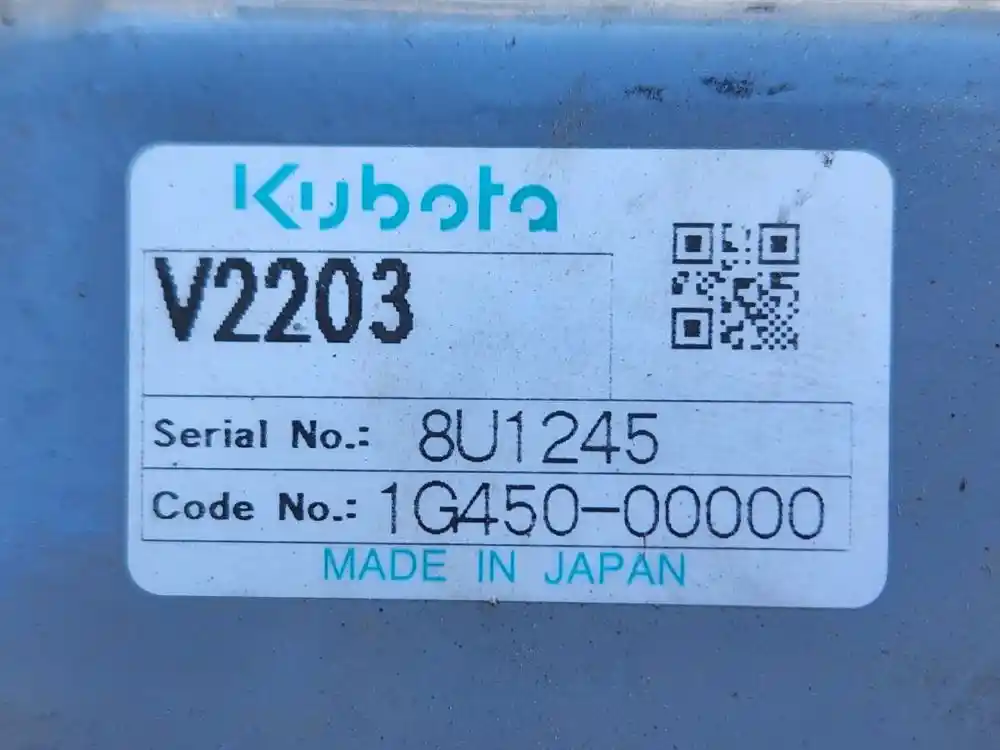 Kubota
V2203
Serial No.: 8U1245
Code No.: 1G450-00000
MADE IN JAPAN